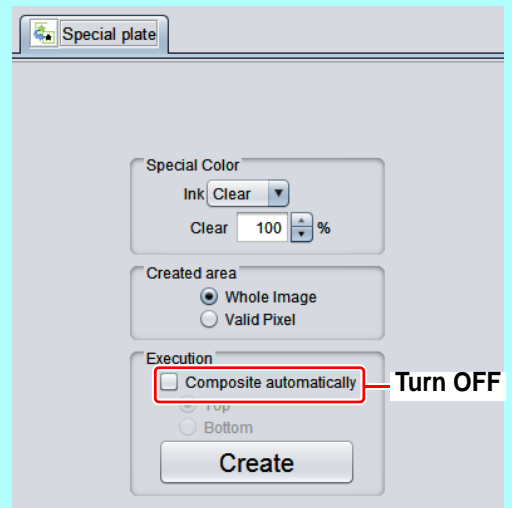 Special plate
Special Color
Ink Clear
Clear 100 %
Created area
Whole Image
Valid Pixel
Execution
Composite automatically
Turn OFF
Top
Bottom
Create